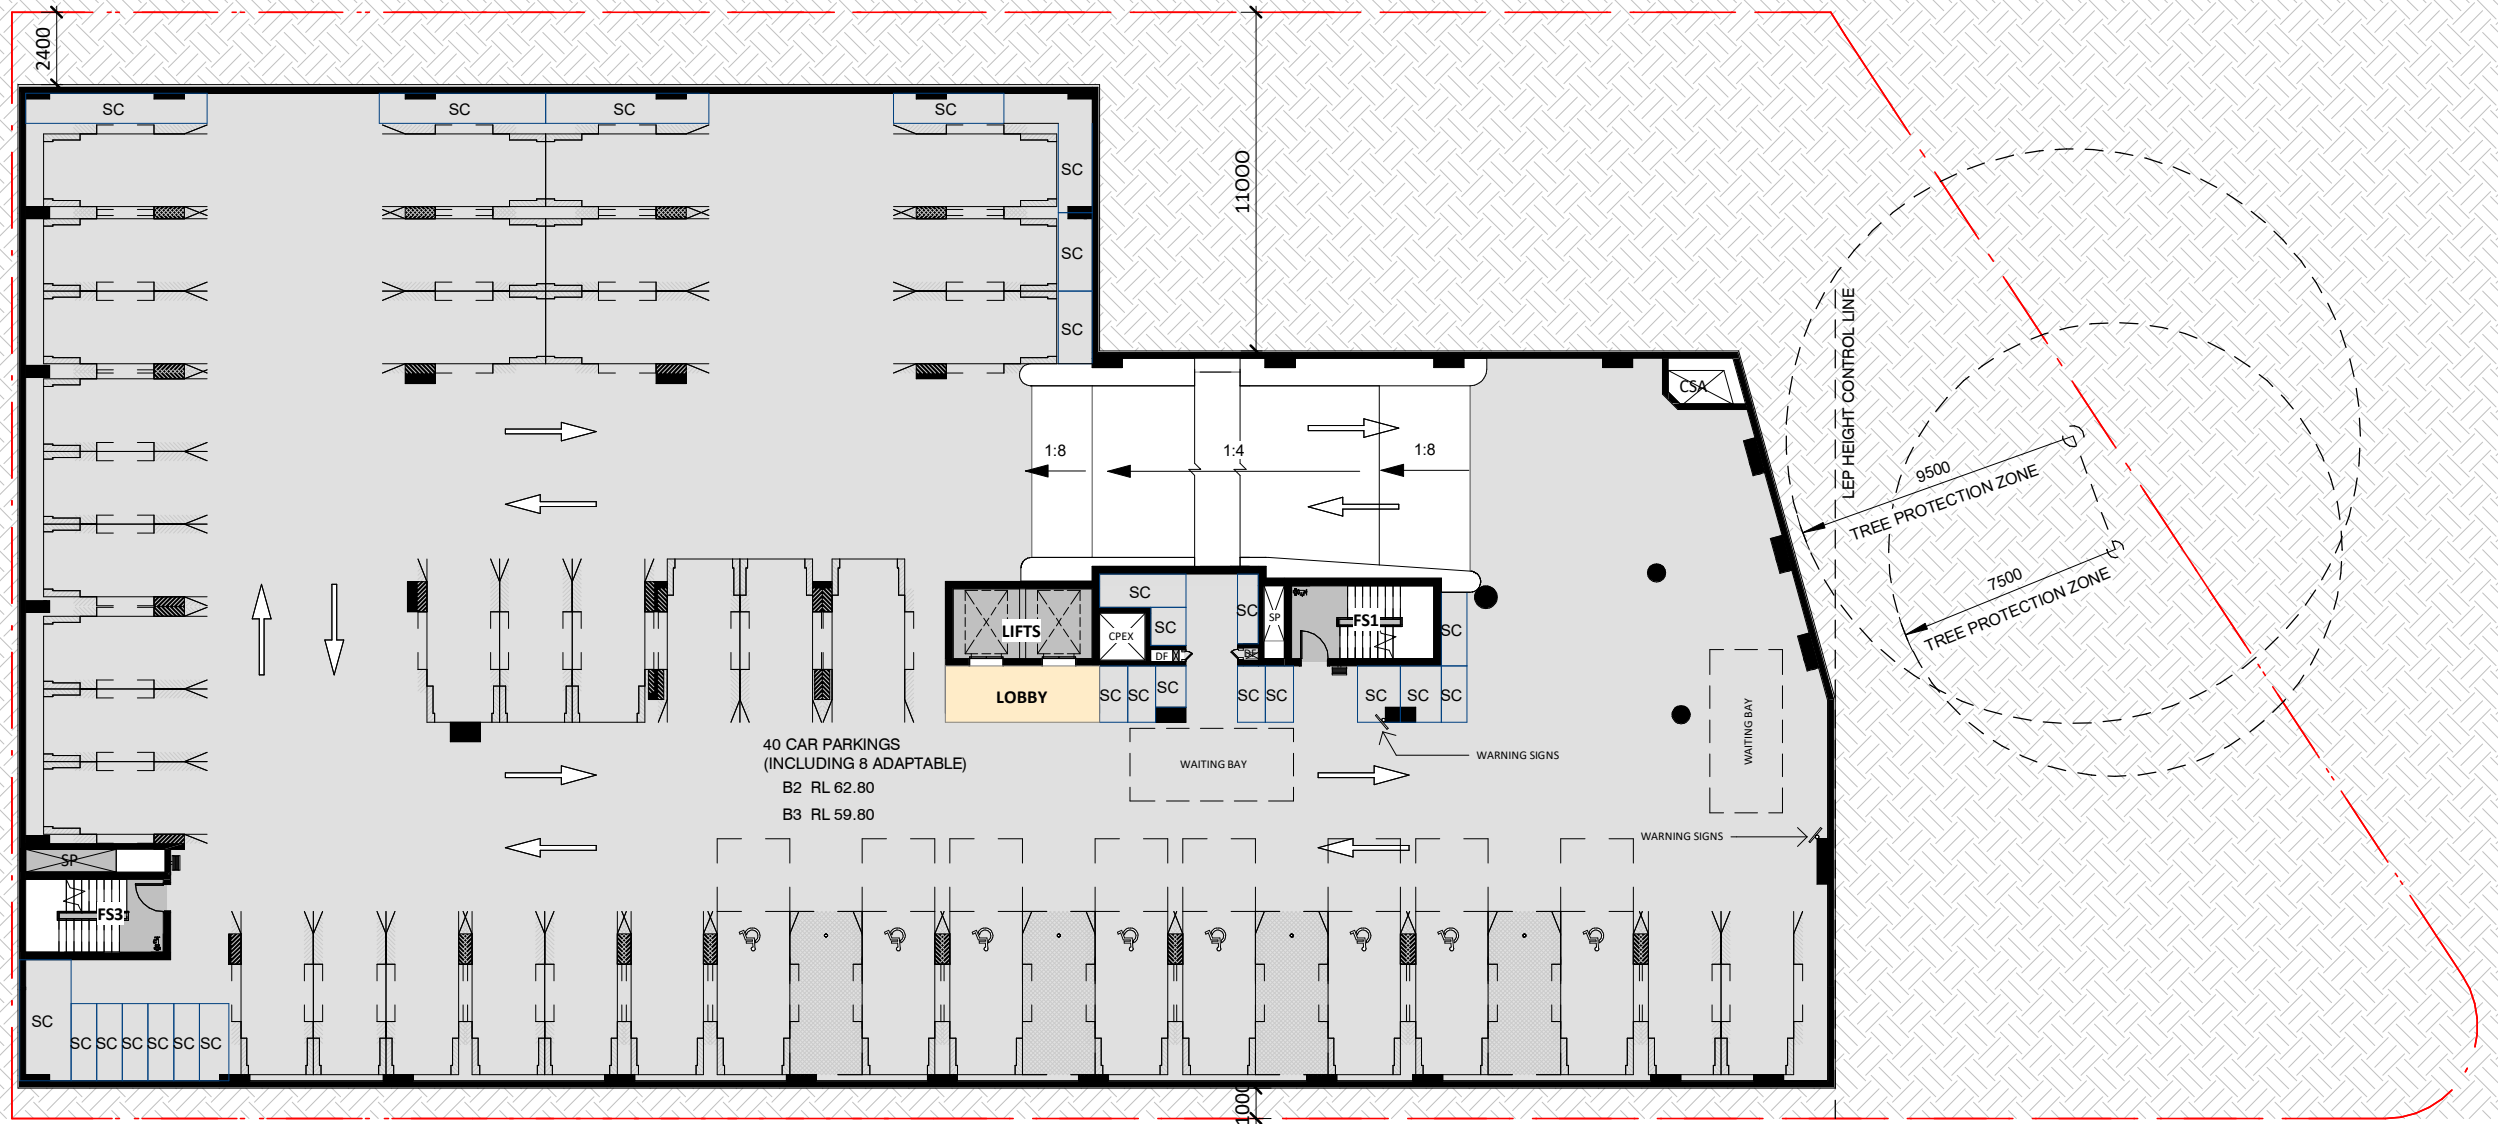 2400
11000
SC
SC
SC
SC
SC
SC
SC
CSA
LEP HEIGHT CONTROL LINE
1:8
1:4
1:8
9500
TREE PROTECTION ZONE
7500
TREE PROTECTION ZONE
LIFTS
SC
SC
CPEX
DF
SC
SP
DF
FS1
SC
LOBBY
SC
SC
SC
SC
SC
SC
SC
SC
WAITING BAY
WARNING SIGNS
40 CAR PARKINGS
(INCLUDING 8 ADAPTABLE)
B2 RL 62.80
B3 RL 59.80
WAITING BAY
WARNING SIGNS
SP
FS3
SC
SC
SC
SC
SC
SC
SC
1000